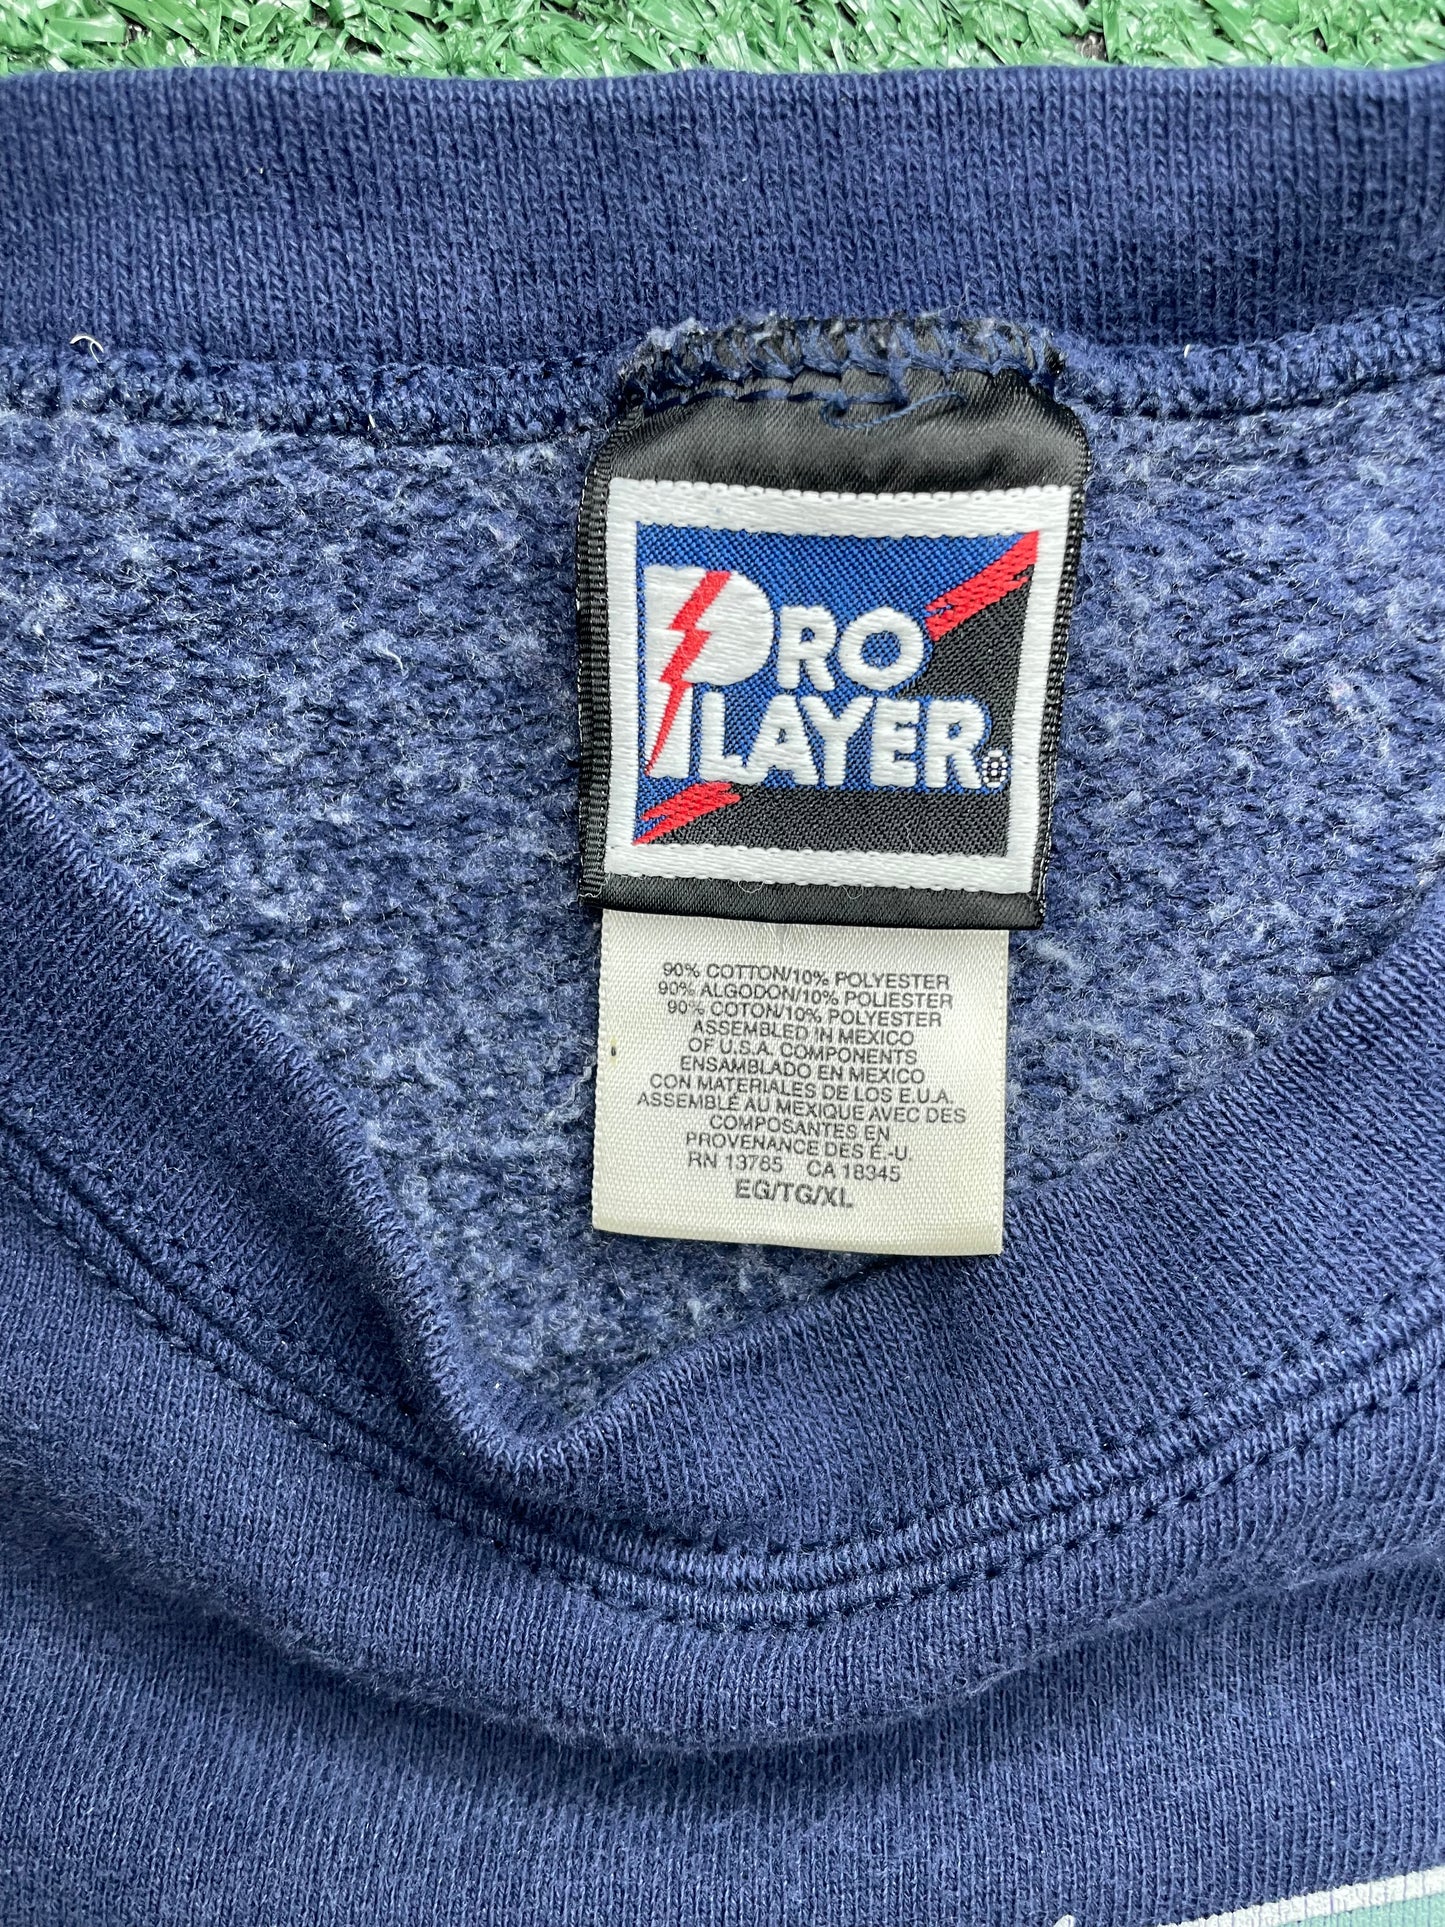 PRO
PLAYER®
90% COTTON/10% POLYESTER
90% ALGODON/10% POLIESTER
90% COTON/10% POLYESTER
ASSEMBLED IN MEXICO
OF U.S.A. COMPONENTS
ENSAMBLADO EN MEXICO
CON MATERIALES DE LOS E.U.A.
ASSEMBLÉ AU MEXIQUE AVEC DES
COMPOSANTES EN
PROVENANCE DES É.-U.
RN 13765 CA 18345
EG/TG/XL